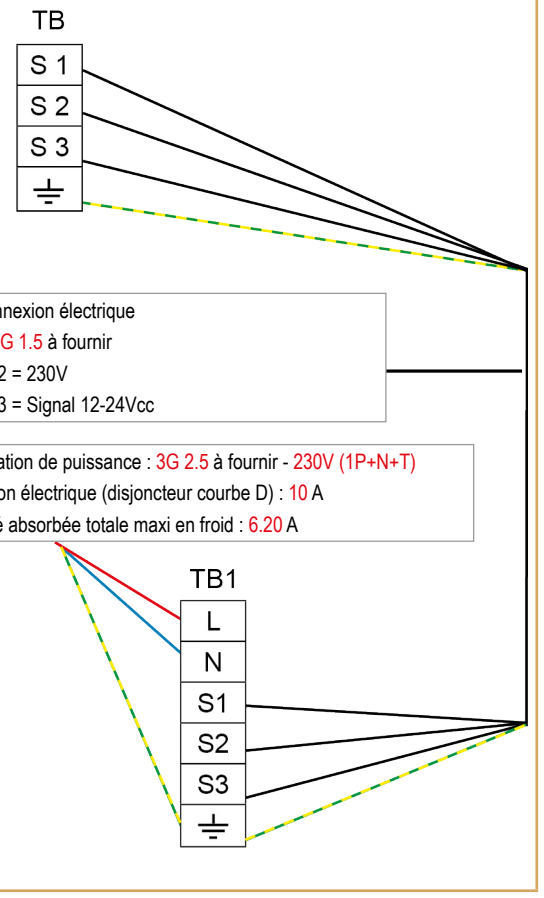 TB
S 1
S 2
S 3
nnexion électrique
G 1.5 à fournir
2 = 230V
3 = Signal 12-24Vcc
ation de puissance : 3G 2.5 à fournir - 230V (1P+N+T)
on électrique (disjoncteur courbe D) : 10 A
é absorbée totale maxi en froid : 6.20 A
TB1
L
N
S1
S2
S3